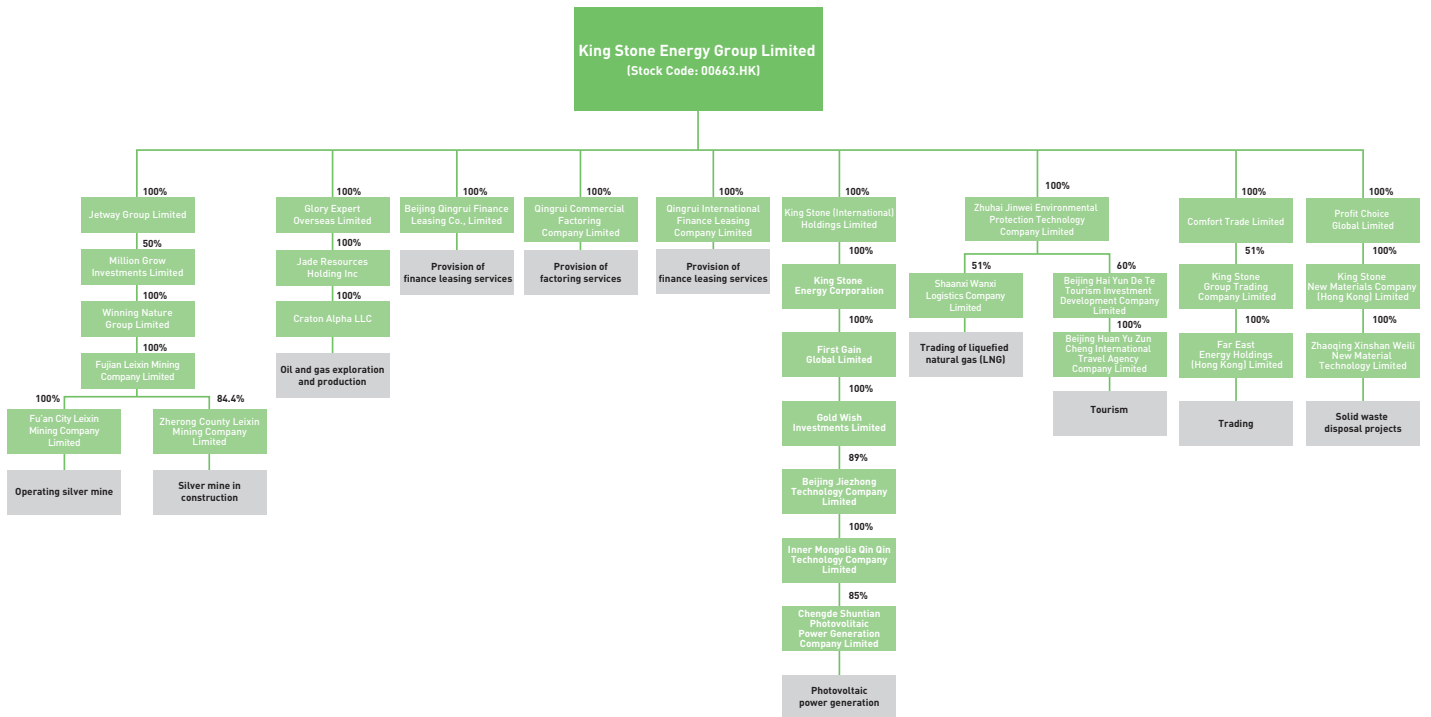 King Stone Energy Group Limited
(Stock Code: 00663.HK)
100%
Jetway Group Limited
50%
Million Grow
Investments Limited
100%
Winning Nature
Group Limited
100%
Fujian Leixin Mining
Company Limited
100%
Fu'an City Leixin
Mining Company
Limited
Operating silver mine
84.4%
Zherong County Leixin
Mining Company
Limited
Silver mine in
construction
100%
Glory Expert
Overseas Limited
100%
Jade Resources
Holding Inc
100%
Craton Alpha LLC
Oil and gas exploration
and production
100%
Beijing Qingrui Finance
Leasing Co., Limited
Provision of
finance leasing services
100%
Qingrui Commercial
Factoring
Company Limited
Provision of
factoring services
100%
Qingrui International
Finance Leasing
Company Limited
Provision of
finance leasing services
100%
King Stone (International)
Holdings Limited
100%
King Stone
Energy Corporation
100%
First Gain
Global Limited
100%
Gold Wish
Investments Limited
89%
Beijing Jiezhong
Technology Company
Limited
100%
Inner Mongolia Qin Qin
Technology Company
Limited
85%
Chengde Shuntian
Photovolitaic
Power Generation
Company Limited
Photovoltaic
power generation
100%
Zhuhai Jinwei Environmental
Protection Technology
Company Limited
51%
Shaanxi Wanxi
Logistics Company
Limited
Trading of liquefied
natural gas (LNG)
60%
Beijing Hai Yun De Te
Tourism Investment
Development Company
Limited
100%
Beijing Huan Yu Zun
Cheng International
Travel Agency
Company Limited
Tourism
100%
Comfort Trade Limited
51%
King Stone
Group Trading
Company Limited
100%
Far East
Energy Holdings
(Hong Kong) Limited
Trading
100%
Profit Choice
Global Limited
100%
King Stone
New Materials Company
(Hong Kong) Limited
100%
Zhaoqing Xinshan Weili
New Material
Technology Limited
Solid waste
disposal projects